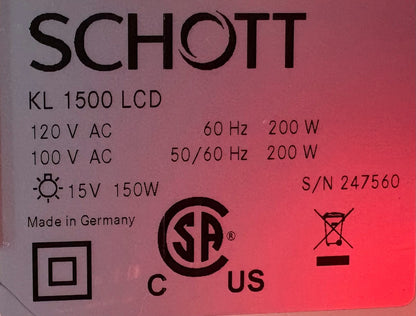 SCHOTT
KL 1500 LCD
120 V AC 60 Hz 200 W
100 V AC 50/60 Hz 200 W
15V 150W S/N 247560
Made in Germany
CSA®
C US